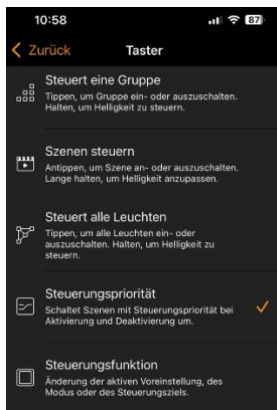 10:58
87
Zurück
Taster
Steuert eine Gruppe
Tippen, um Gruppe ein- oder auszuschalten.
Halten, um Helligkeit zu steuern.
Szenen steuern
Antippen, um Szene an- oder auszuschalten.
Lange halten, um Helligkeit anzupassen.
Steuert alle Leuchten
Tippen, um alle Leuchten ein- oder
auszuschalten. Halten, um Helligkeit zu
steuern.
Steuerungspriorität
Schaltet Szenen mit Steuerungspriorität bei
Aktivierung und Deaktivierung um.
Steuerungsfunktion
Änderung der aktiven Voreinstellung, des
Modus oder des Steuerungsziels.